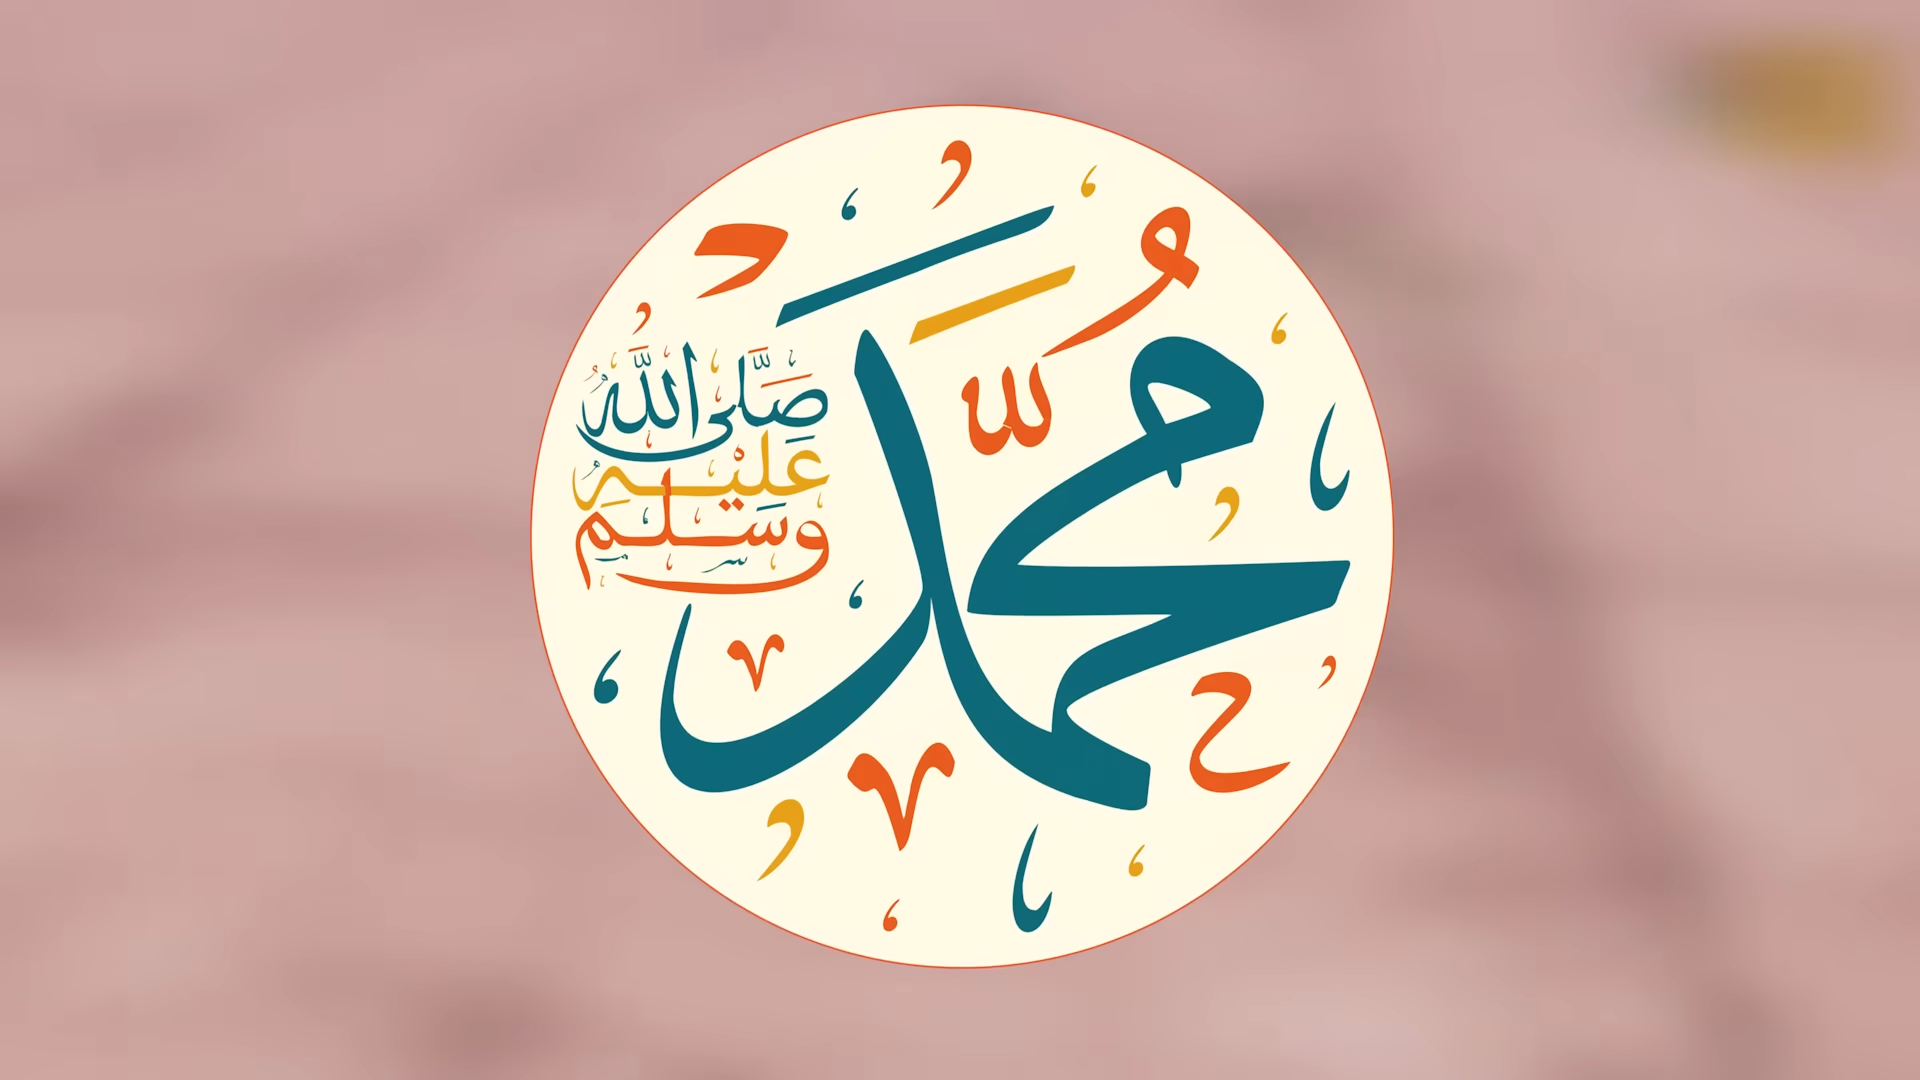 مُحَمَّدٌ
صَلَّى اللَّهُ
عَلَيْهِ
وَسَلَّمَ